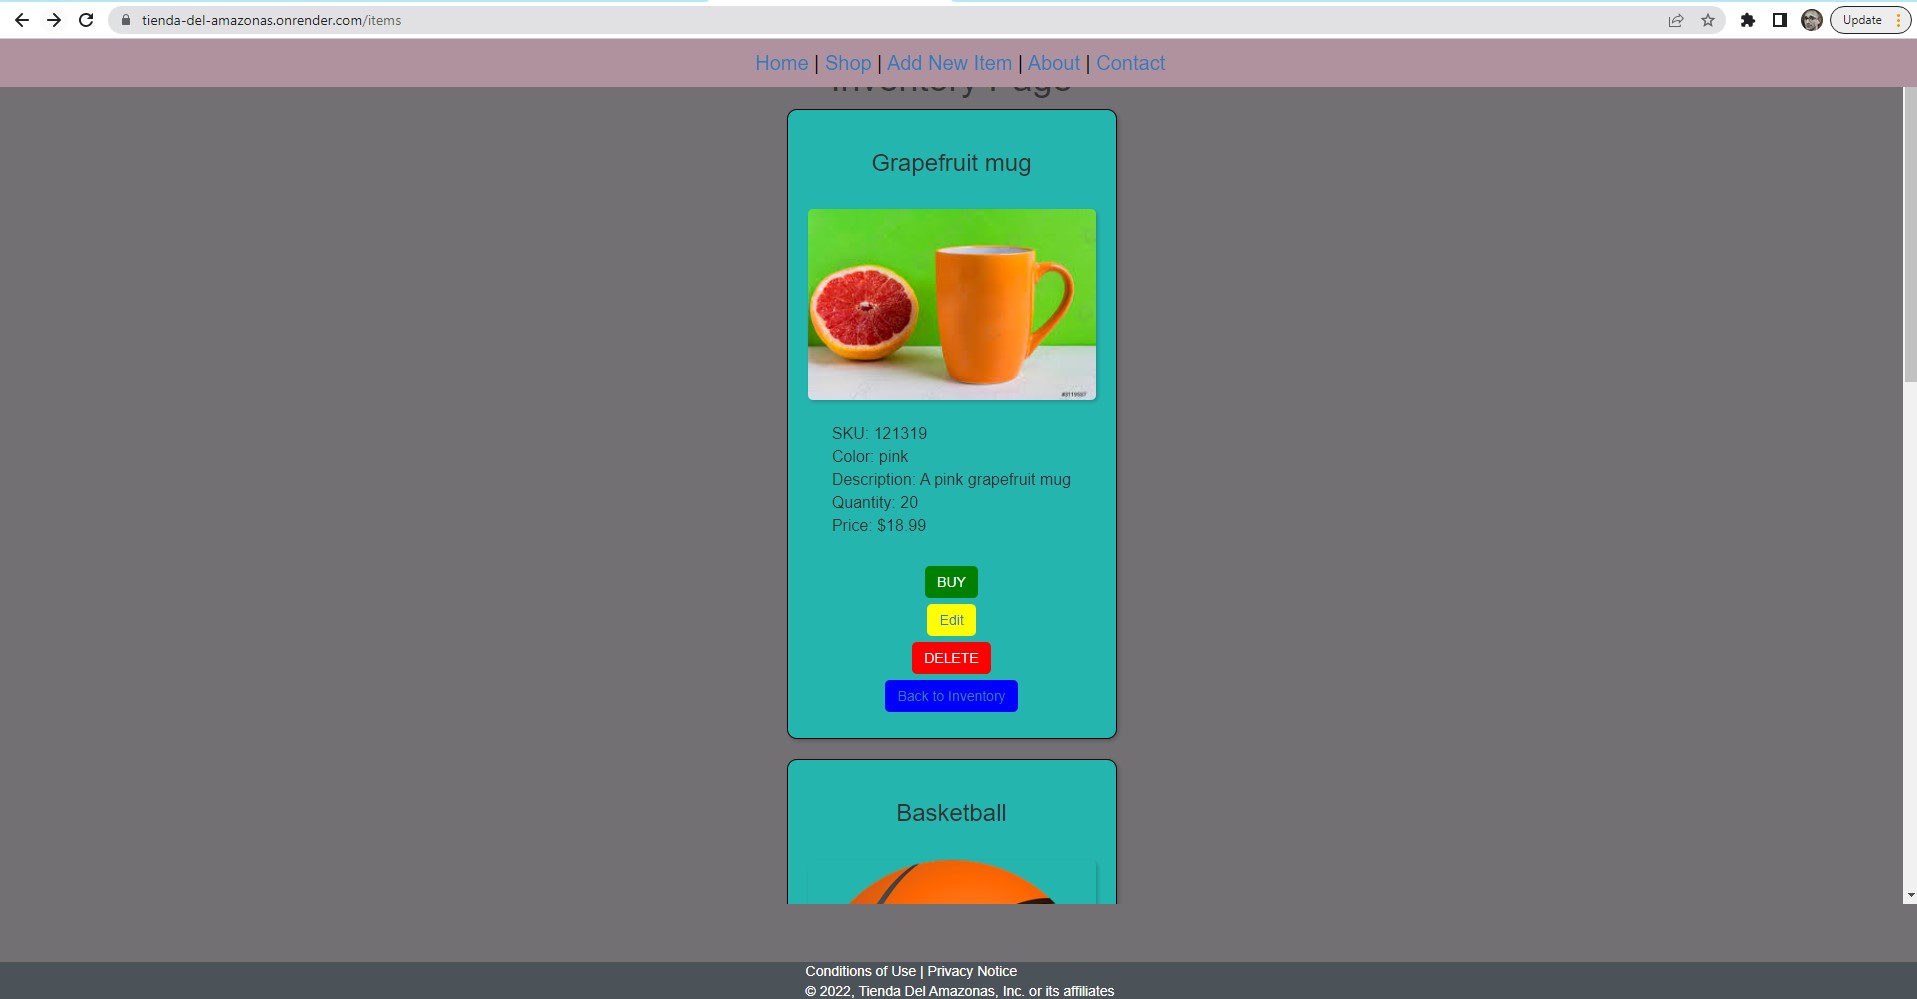 tienda-del-amazonas.onrender.com/items
Update
Home | Shop | Add New Item | About | Contact
Inventory Page
Grapefruit mug
SKU: 121319
Color: pink
Description: A pink grapefruit mug
Quantity: 20
Price: $18.99
BUY
Edit
DELETE
Back to Inventory
Basketball
Conditions of Use | Privacy Notice
© 2022, Tienda Del Amazonas, Inc. or its affiliates